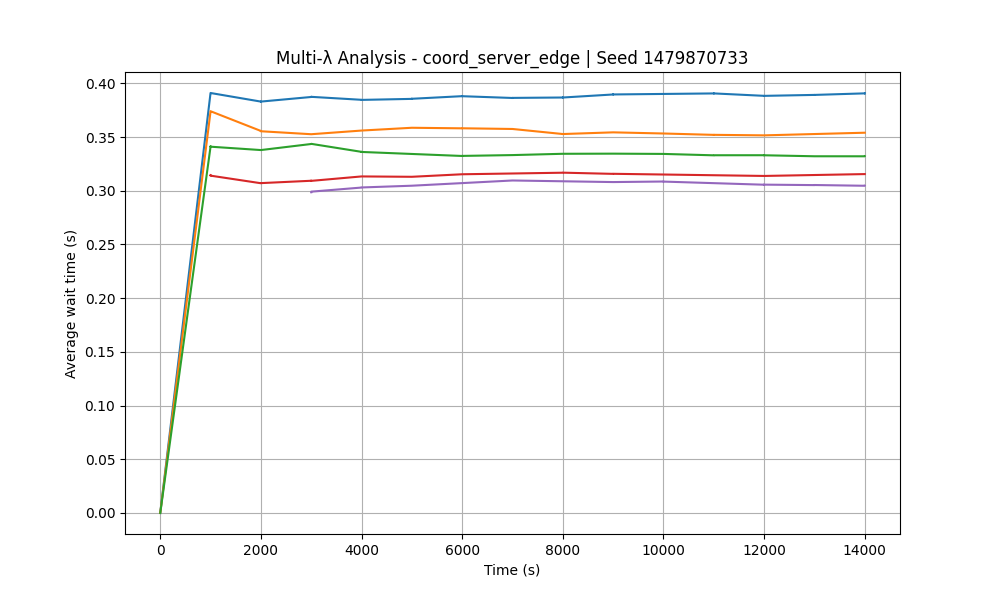 Multi-λ Analysis - coord_server_edge | Seed 1479870733
Average wait time (s)
0.40
0.35
0.30
0.25
0.20
0.15
0.10
0.05
0.00
0 2000 4000 6000 8000 10000 12000 14000
Time (s)